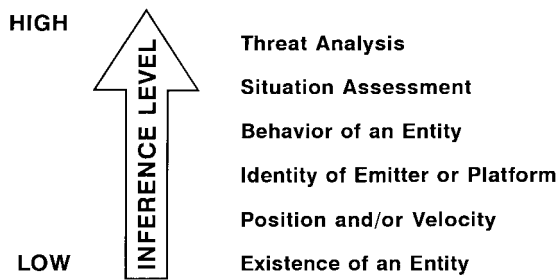 HIGH
INFERENCE LEVEL
LOW
Threat Analysis
Situation Assessment
Behavior of an Entity
Identity of Emitter or Platform
Position and/or Velocity
Existence of an Entity